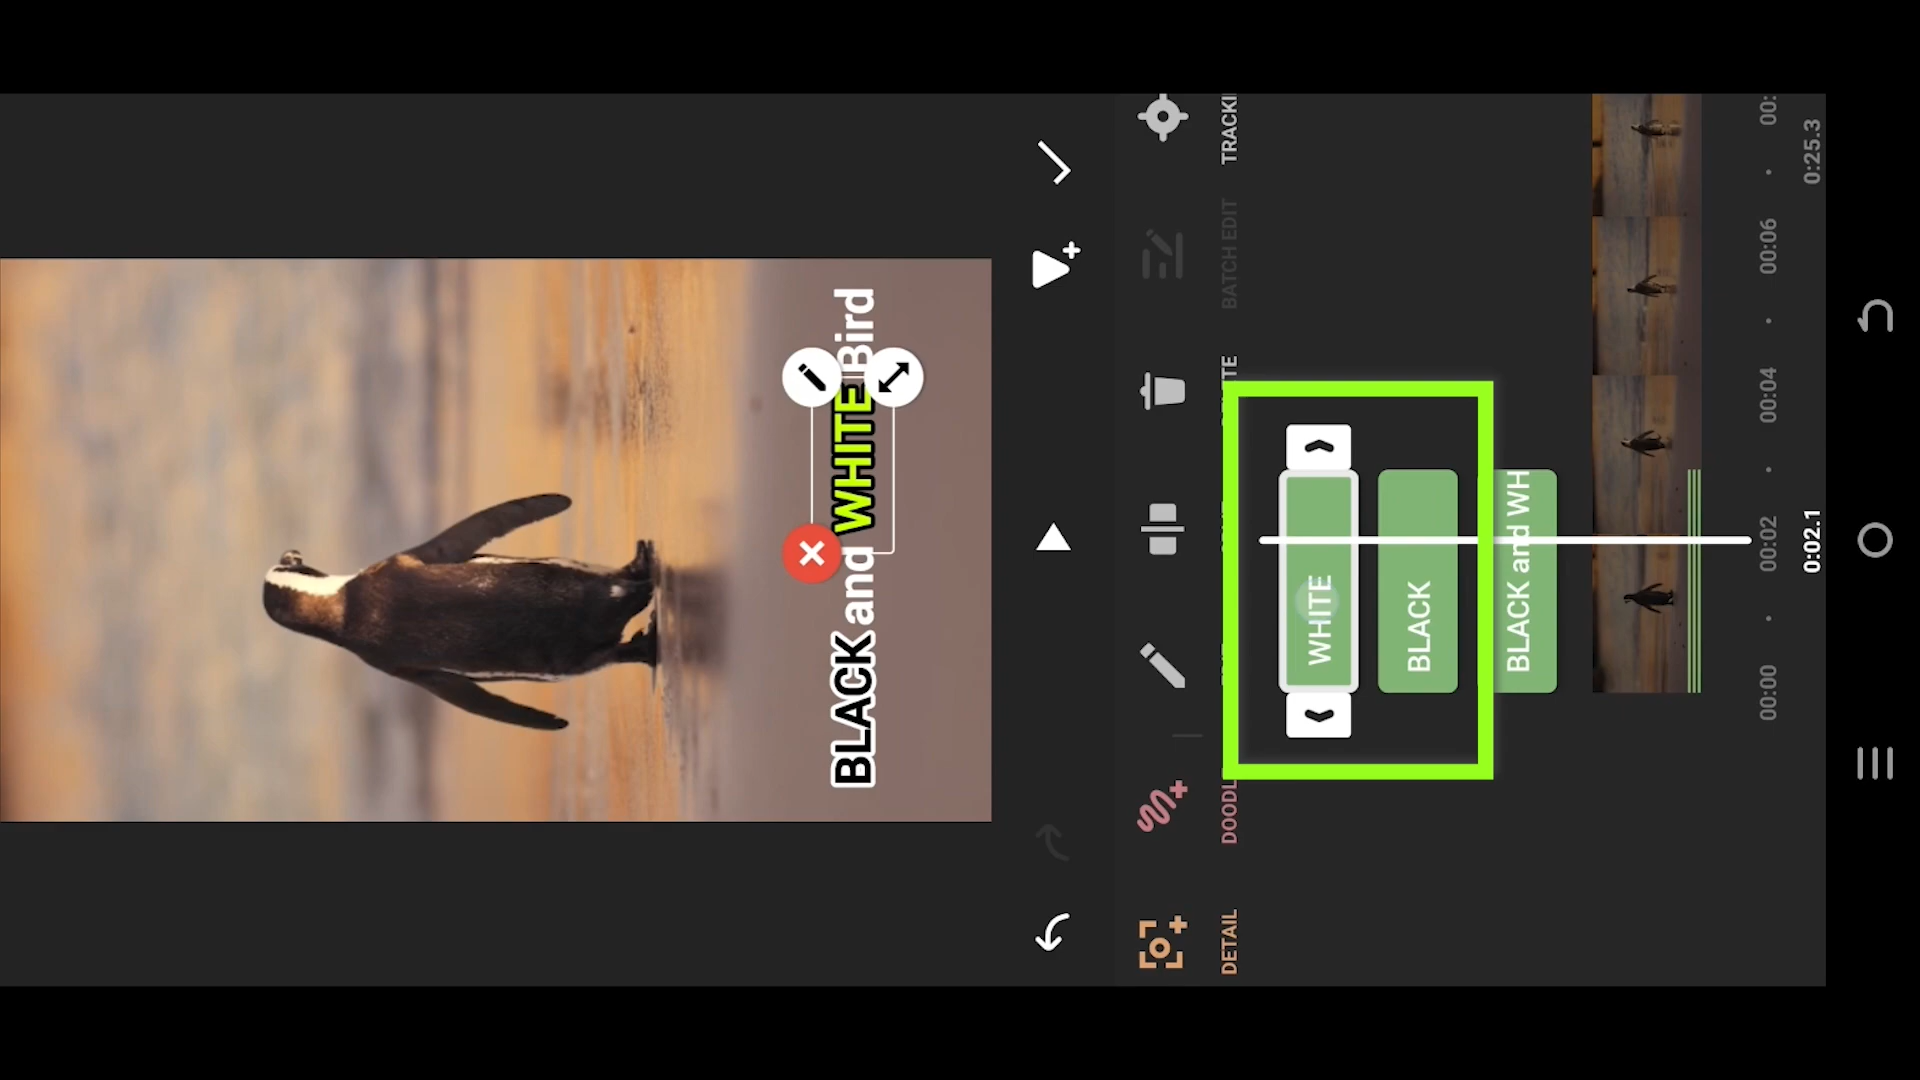 BLACK and WHITE Bird
DETAIL
DOODL
TE
BATCH EDIT
TRACKI
WHITE
BLACK
BLACK and WH
00:00
00:02
00:04
00:06
00:
0:02.1
0:25.3